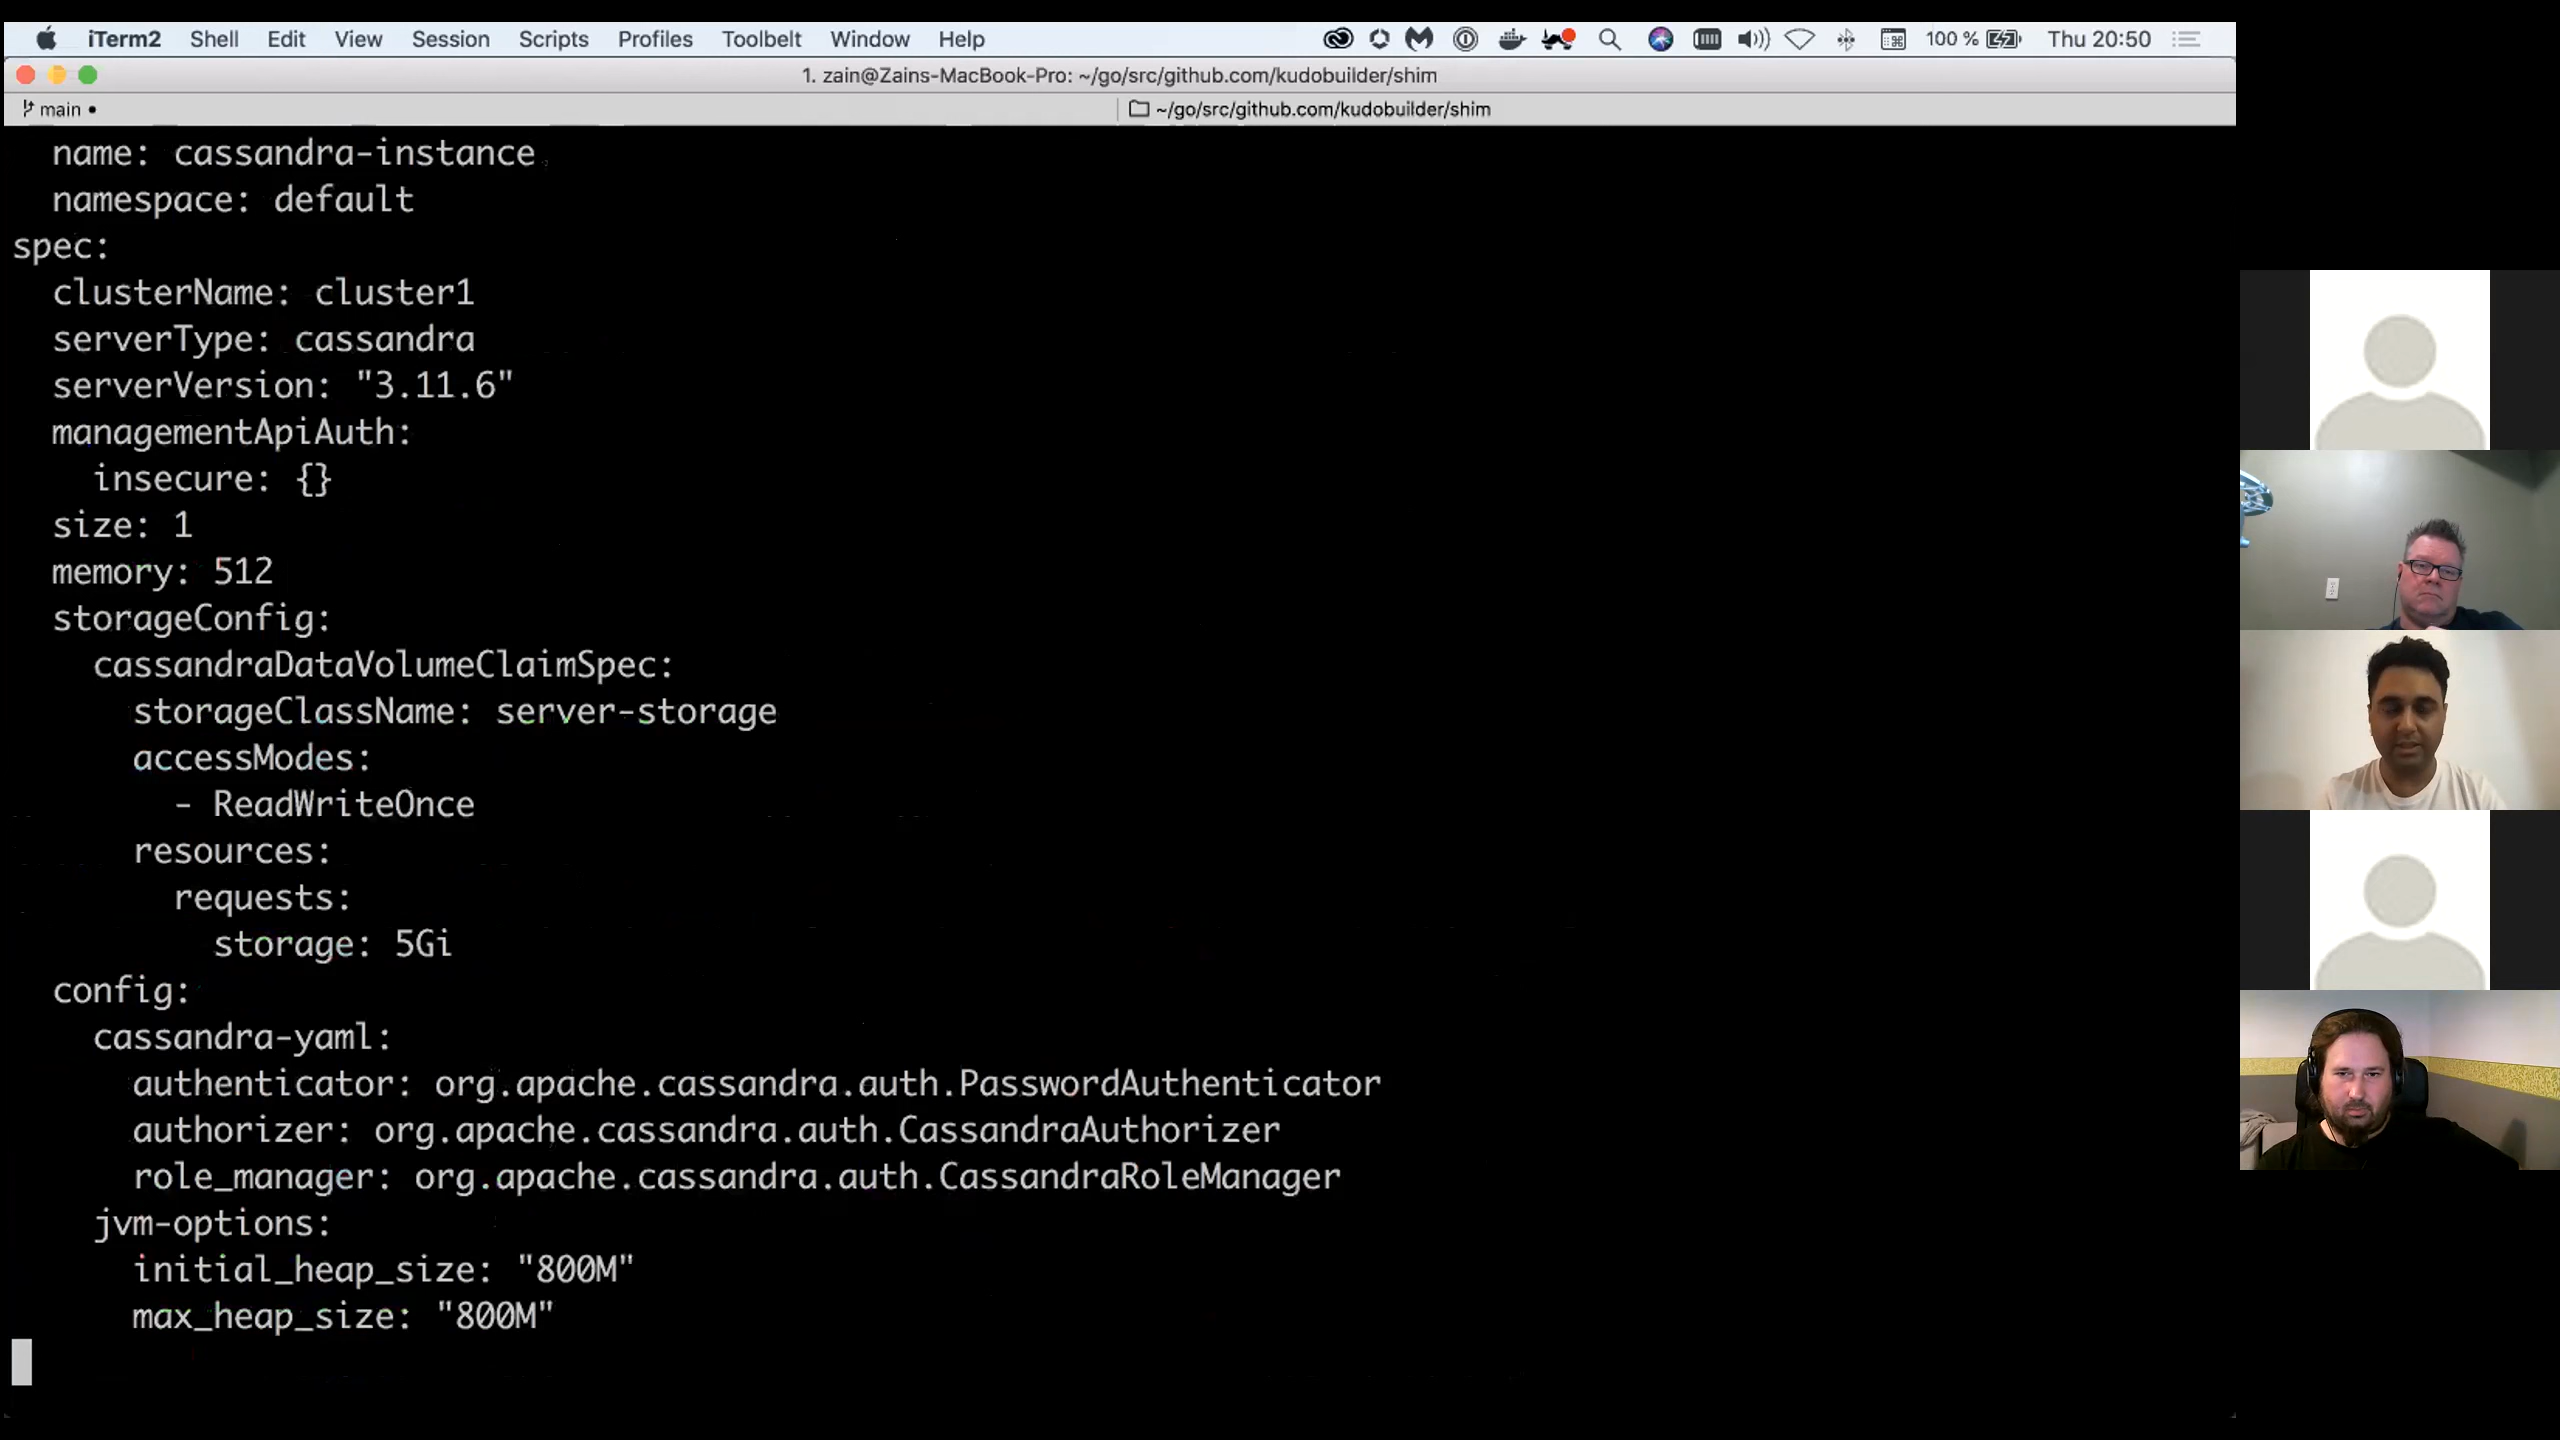 iTerm2 Shell Edit View Session Scripts Profiles Toolbelt Window Help 100 % Thu 20:50
1. zain@Zains-MacBook-Pro: ~/go/src/github.com/kudobuilder/shim
main • ~/go/src/github.com/kudobuilder/shim
name: cassandra-instance
namespace: default
spec:
clusterName: cluster1
serverType: cassandra
serverVersion: "3.11.6"
managementApiAuth:
insecure: {}
size: 1
memory: 512
storageConfig:
cassandraDataVolumeClaimSpec:
storageClassName: server-storage
accessModes:
- ReadWriteOnce
resources:
requests:
storage: 5Gi
config:
cassandra-yaml:
authenticator: org.apache.cassandra.auth.PasswordAuthenticator
authorizer: org.apache.cassandra.auth.CassandraAuthorizer
role_manager: org.apache.cassandra.auth.CassandraRoleManager
jvm-options:
initial_heap_size: "800M"
max_heap_size: "800M"